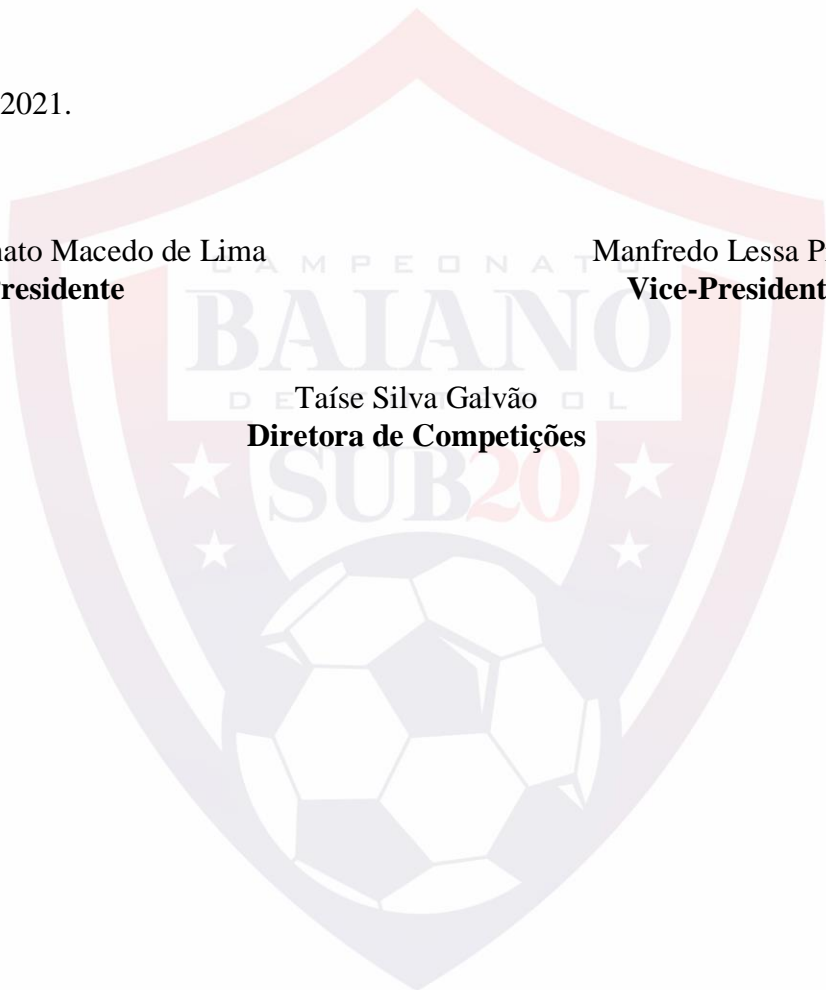 2021.
nato Macedo de Lima
Manfredo Lessa P
residente
Vice-President
CAMPEONATO
BAIANO
Taíse Silva Galvão
DE FUTEBOL
Diretora de Competições
SUB20